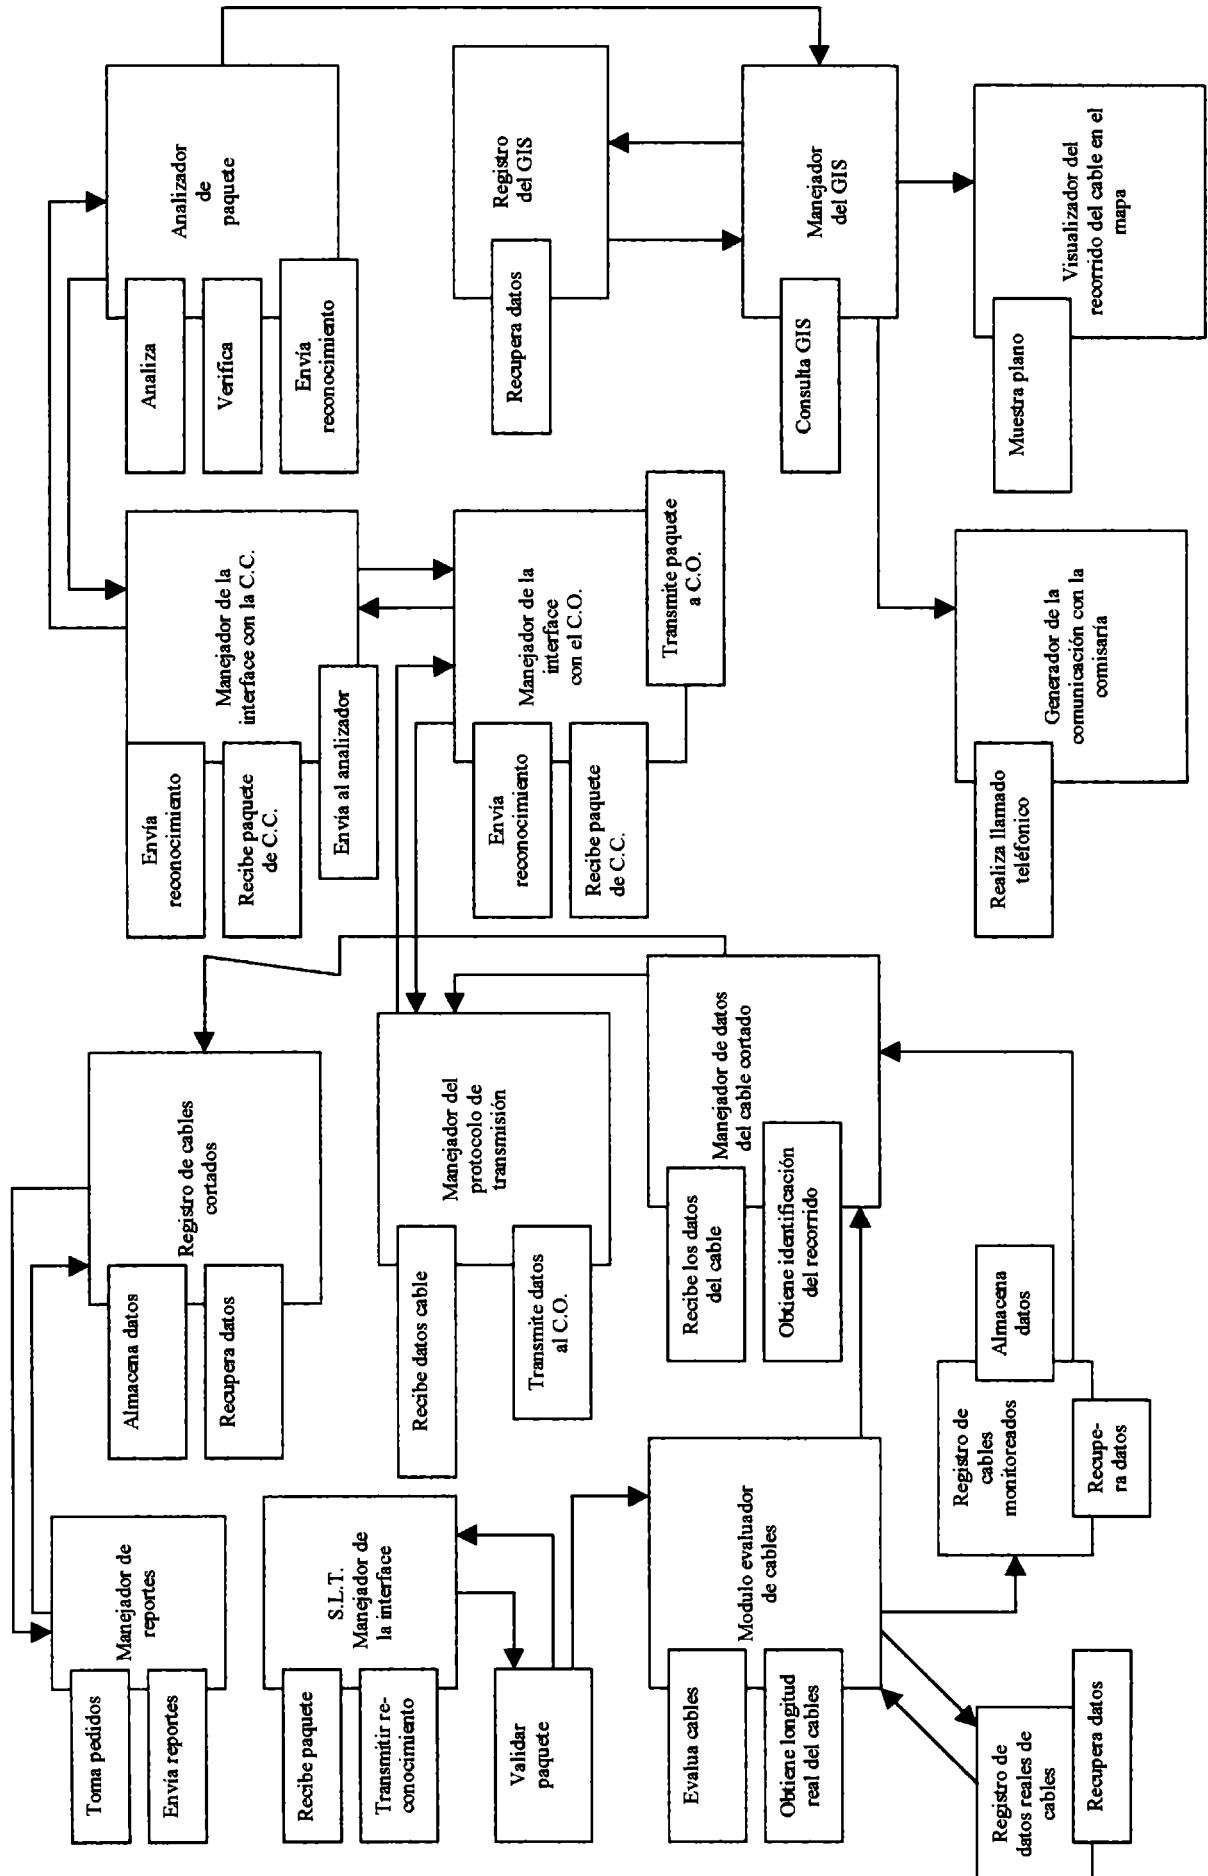 Toma pedidos
Envía reportes
Manejador de
reportes
Almacena datos
Recupera datos
Registro de cables
cortados
Envía
reconocimiento
Recibe paquete
de C.C.
Envía al analizador
Manejador de la
interface con la C.C.
Analiza
Verifica
Envía
reconocimiento
Analizador
de
paquete
Recibe paquete
Transmitir re-
conocimiento
S.L.T.
Manejador de
la interface
Validar
paquete
Recibe datos cable
Transmite datos
al C.O.
Manejador del
protocolo de
transmisión
Envía
reconocimiento
Recibe paquete
de C.C.
Manejador de la
interface
con el C.O.
Transmite paquete
a C.O.
Recupera datos
Registro
del GIS
Evalua cables
Obtiene longitud
real del cables
Modulo evaluador
de cables
Recibe los datos
del cable
Obtiene identificación
del recorrido
Manejador de datos
del cable cortado
Consulta GIS
Manejador
del GIS
Registro de
datos reales de
cables
Recupera datos
Registro de
cables
monitoreados
Almacena
datos
Recupe-
ra datos
Realiza llamado
teléfonico
Generador de la
comunicación con la
comisaría
Muestra plano
Visualizador del
recorrido del cable en el
mapa